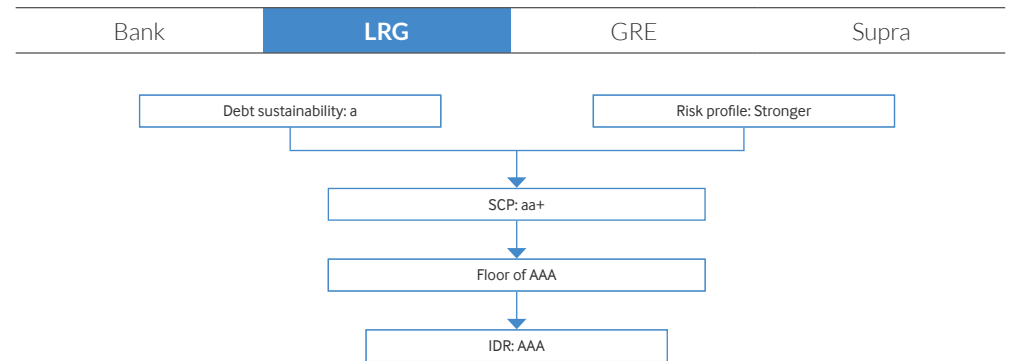 Bank LRG GRE Supra
Debt sustainability: a Risk profile: Stronger
SCP: aa+
Floor of AAA
IDR: AAA